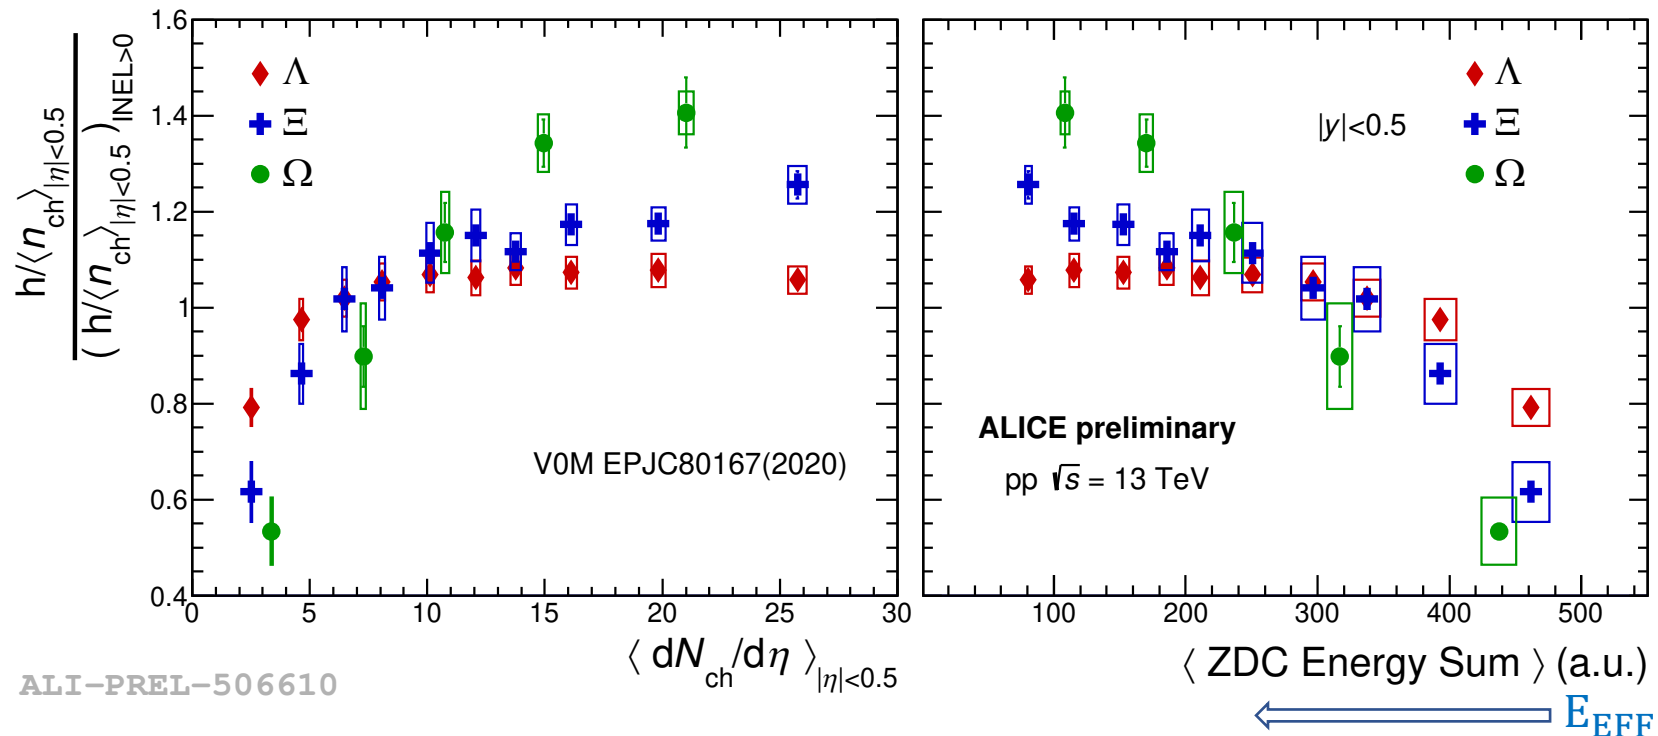 h/⟨n_ch⟩_|η|<0.5
( h/⟨n_ch⟩_|η|<0.5 )_INEL>0
1.6
1.4
1.2
1
0.8
0.6
0.4
0 5 10 15 20 25 30
Λ
Ξ
Ω
V0M EPJC80167(2020)
⟨ dN_ch/dη ⟩_|η|<0.5
Λ
|y|<0.5 Ξ
Ω
ALICE preliminary
pp √s = 13 TeV
100 200 300 400 500
⟨ ZDC Energy Sum ⟩ (a.u.)
ALI−PREL−506610
E_EFF